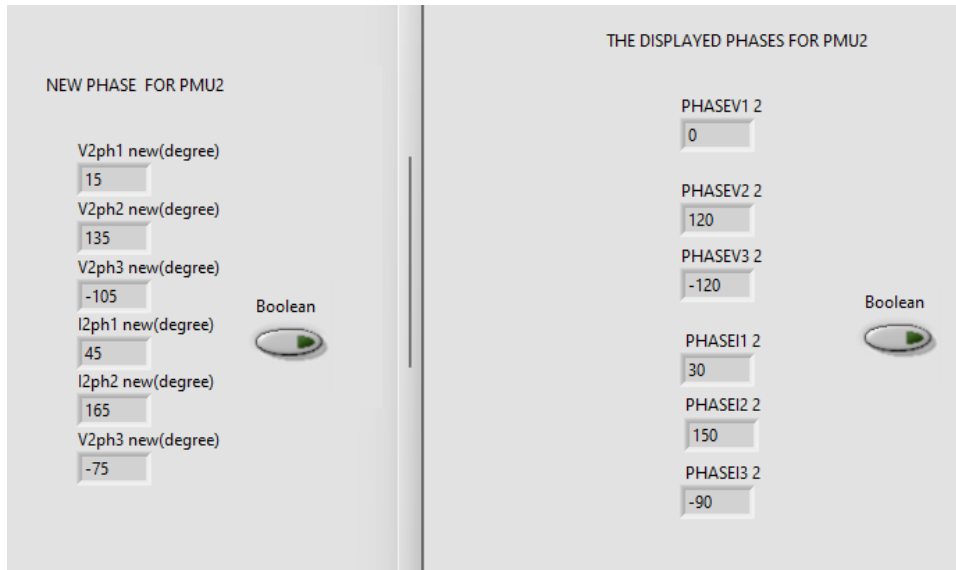 NEW PHASE FOR PMU2
V2ph1 new(degree)
15
V2ph2 new(degree)
135
V2ph3 new(degree)
-105
I2ph1 new(degree)
45
I2ph2 new(degree)
165
V2ph3 new(degree)
-75
Boolean
THE DISPLAYED PHASES FOR PMU2
PHASEV1 2
0
PHASEV2 2
120
PHASEV3 2
-120
PHASEI1 2
30
PHASEI2 2
150
PHASEI3 2
-90
Boolean